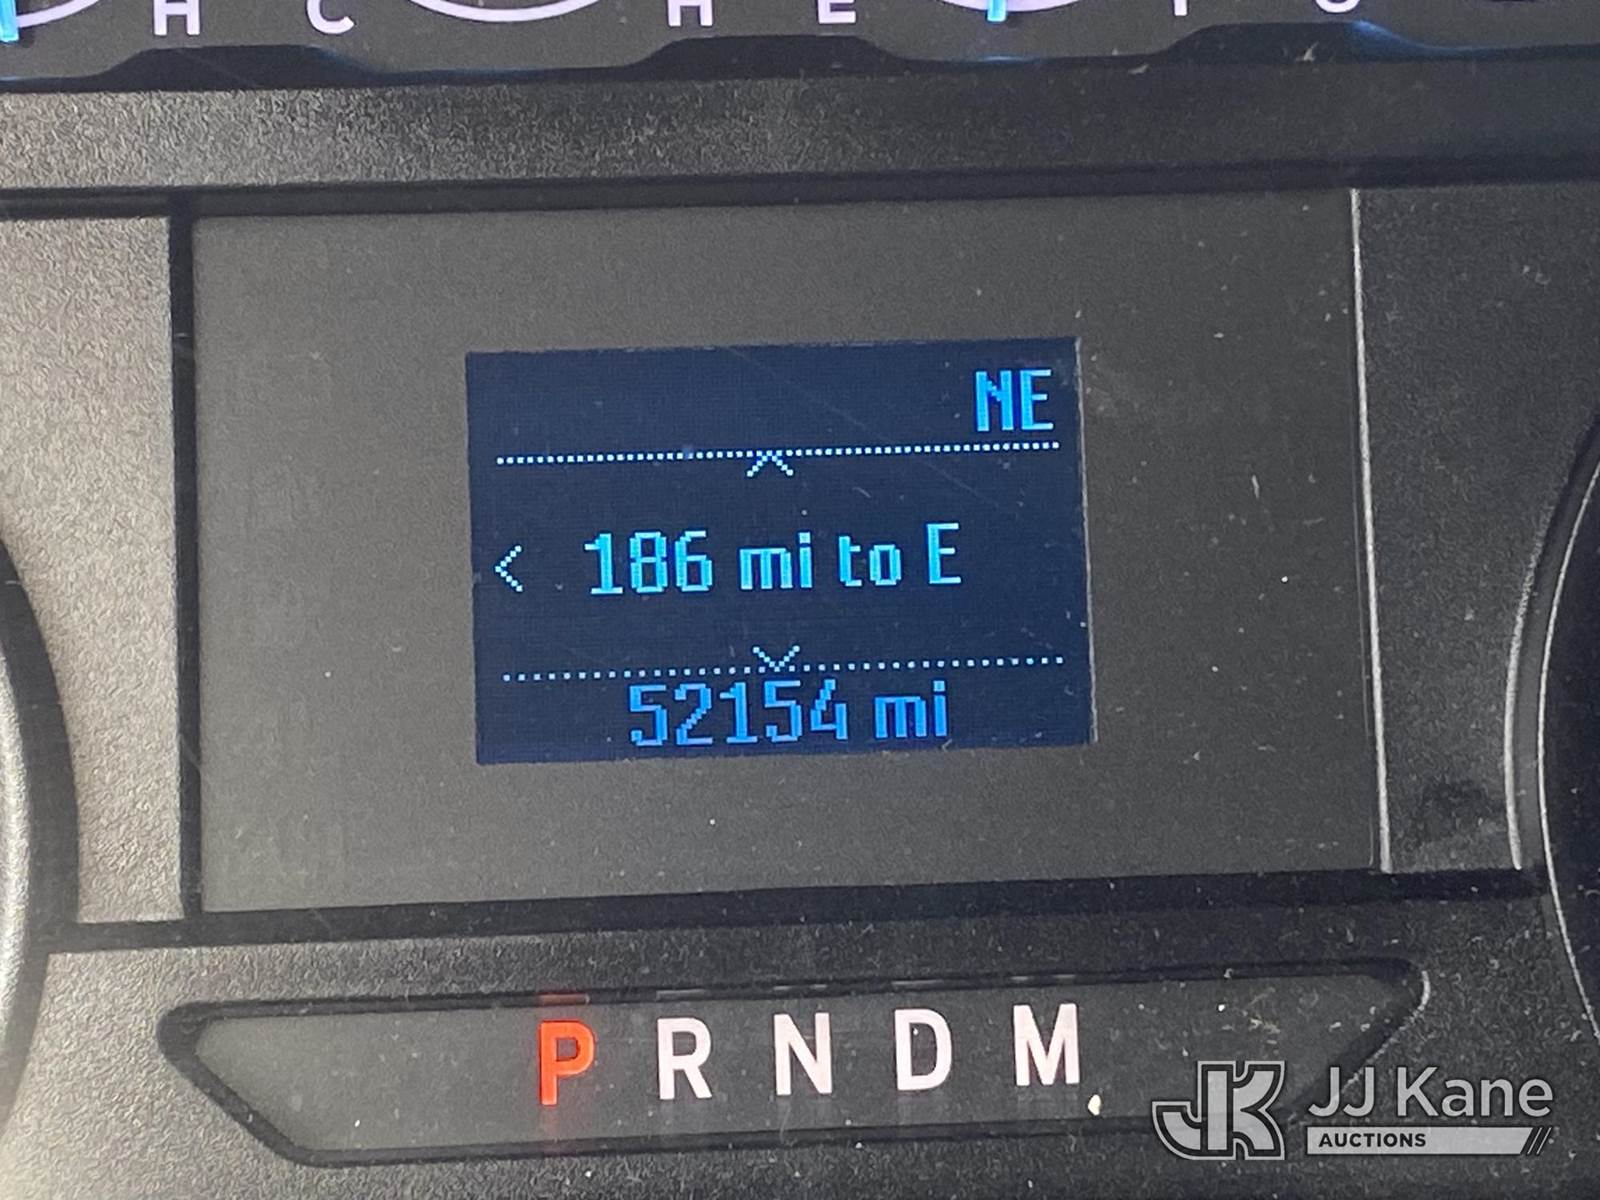 H C H E
NE
186 mi to E
52154 mi
P R N D M
JJ Kane
AUCTIONS